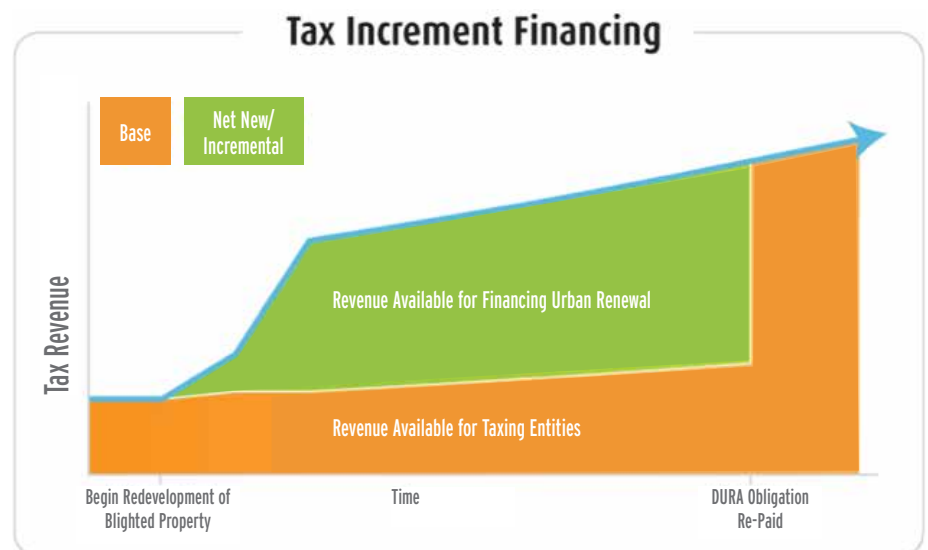 Tax Increment Financing
Base
Net New/
Incremental
Tax Revenue
Revenue Available for Financing Urban Renewal
Revenue Available for Taxing Entities
Begin Redevelopment of
Blighted Property
Time
DURA Obligation
Re-Paid